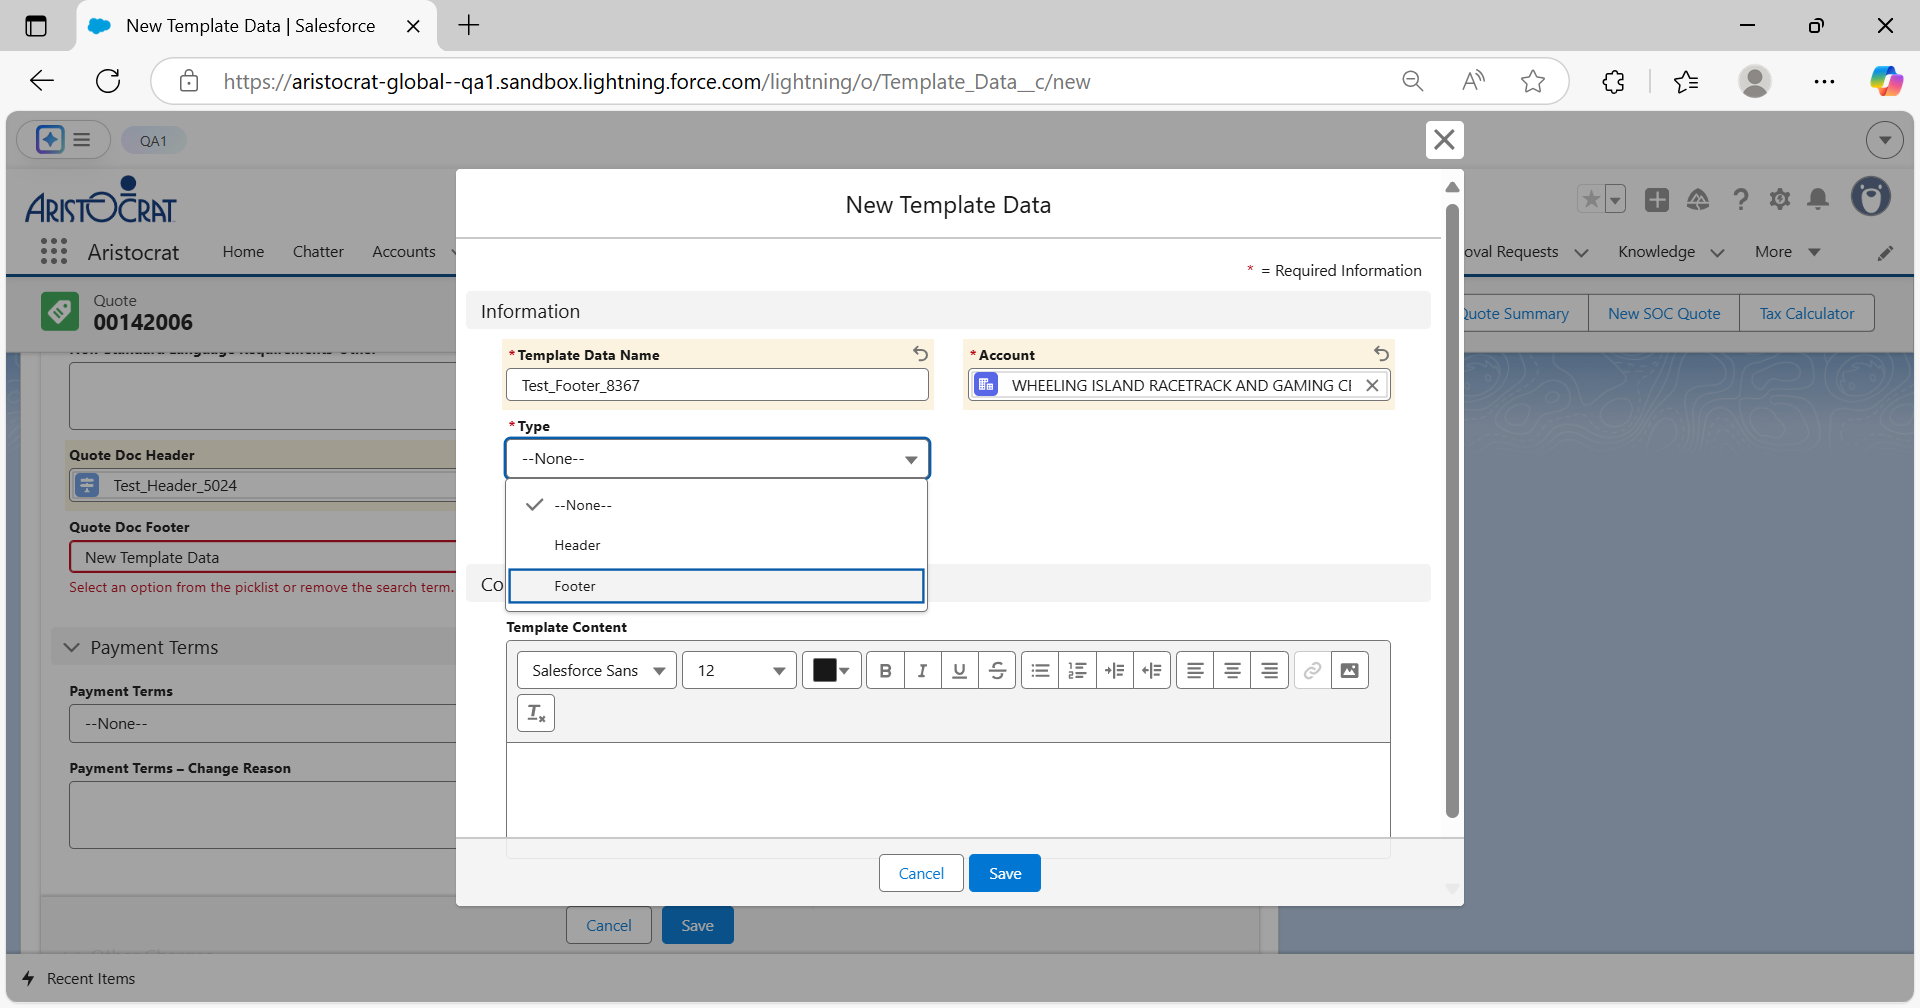 New Template Data | Salesforce
https://aristocrat-global--qa1.sandbox.lightning.force.com/lightning/o/Template_Data__c/new
QA1
ARISTOCRAT
Aristocrat
Home
Chatter
Accounts
oval Requests
Knowledge
More
Quote
00142006
Quote Summary
New SOC Quote
Tax Calculator
New Template Data
* = Required Information
Information
*Template Data Name
Test_Footer_8367
*Account
WHEELING ISLAND RACETRACK AND GAMING
*Type
--None--
--None--
Header
Footer
Co
Template Content
Salesforce Sans
12
Cancel
Save
Quote Doc Header
Test_Header_5024
Quote Doc Footer
New Template Data
Select an option from the picklist or remove the search term.
Payment Terms
Payment Terms
--None--
Payment Terms – Change Reason
Cancel
Save
Recent Items